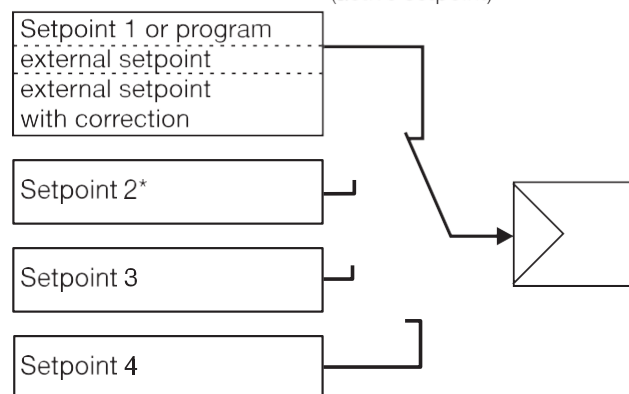 Setpoint 1 or program
external setpoint
external setpoint
with correction
Setpoint 2*
Setpoint 3
Setpoint 4